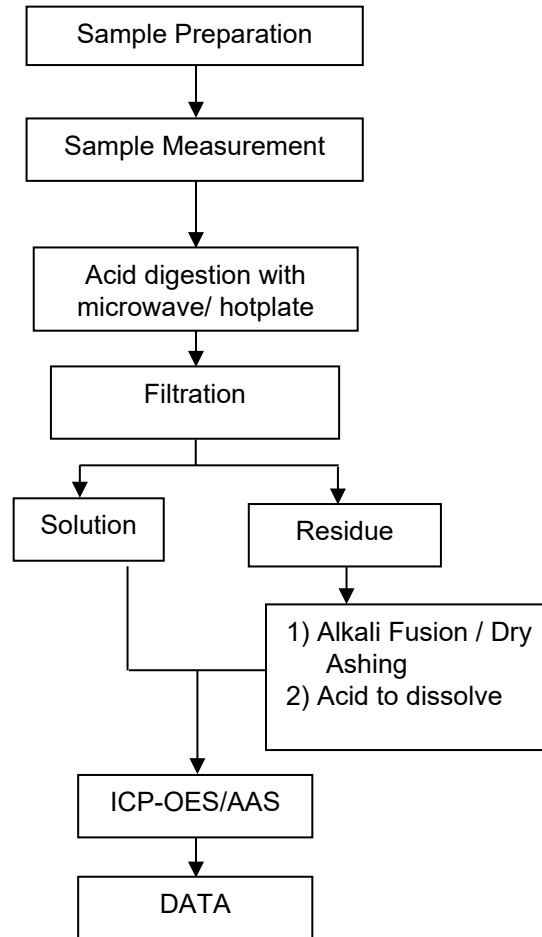 Sample Preparation
Sample Measurement
Acid digestion with
microwave/ hotplate
Filtration
Solution
Residue
1) Alkali Fusion / Dry
Ashing
2) Acid to dissolve
ICP-OES/AAS
DATA